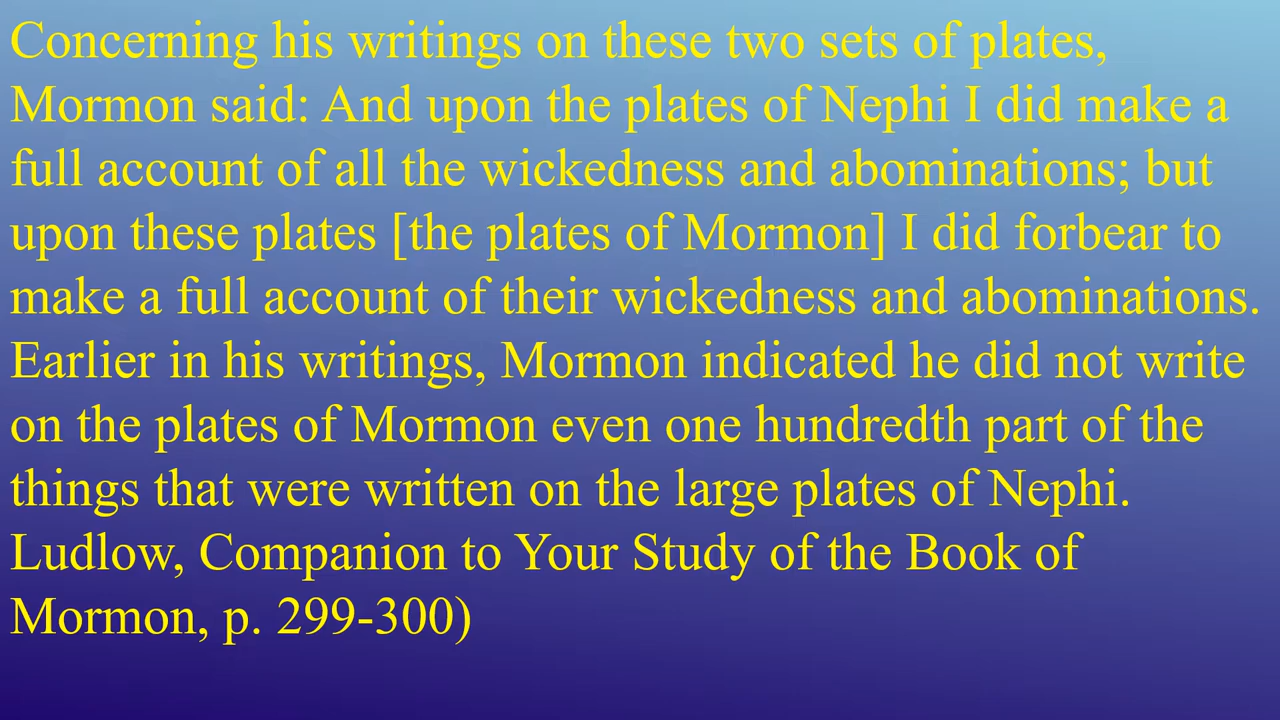 Concerning his writings on these two sets of plates,
Mormon said: And upon the plates of Nephi I did make a
full account of all the wickedness and abominations; but
upon these plates [the plates of Mormon] I did forbear to
make a full account of their wickedness and abominations.
Earlier in his writings, Mormon indicated he did not write
on the plates of Mormon even one hundredth part of the
things that were written on the large plates of Nephi.
Ludlow, Companion to Your Study of the Book of
Mormon, p. 299-300)